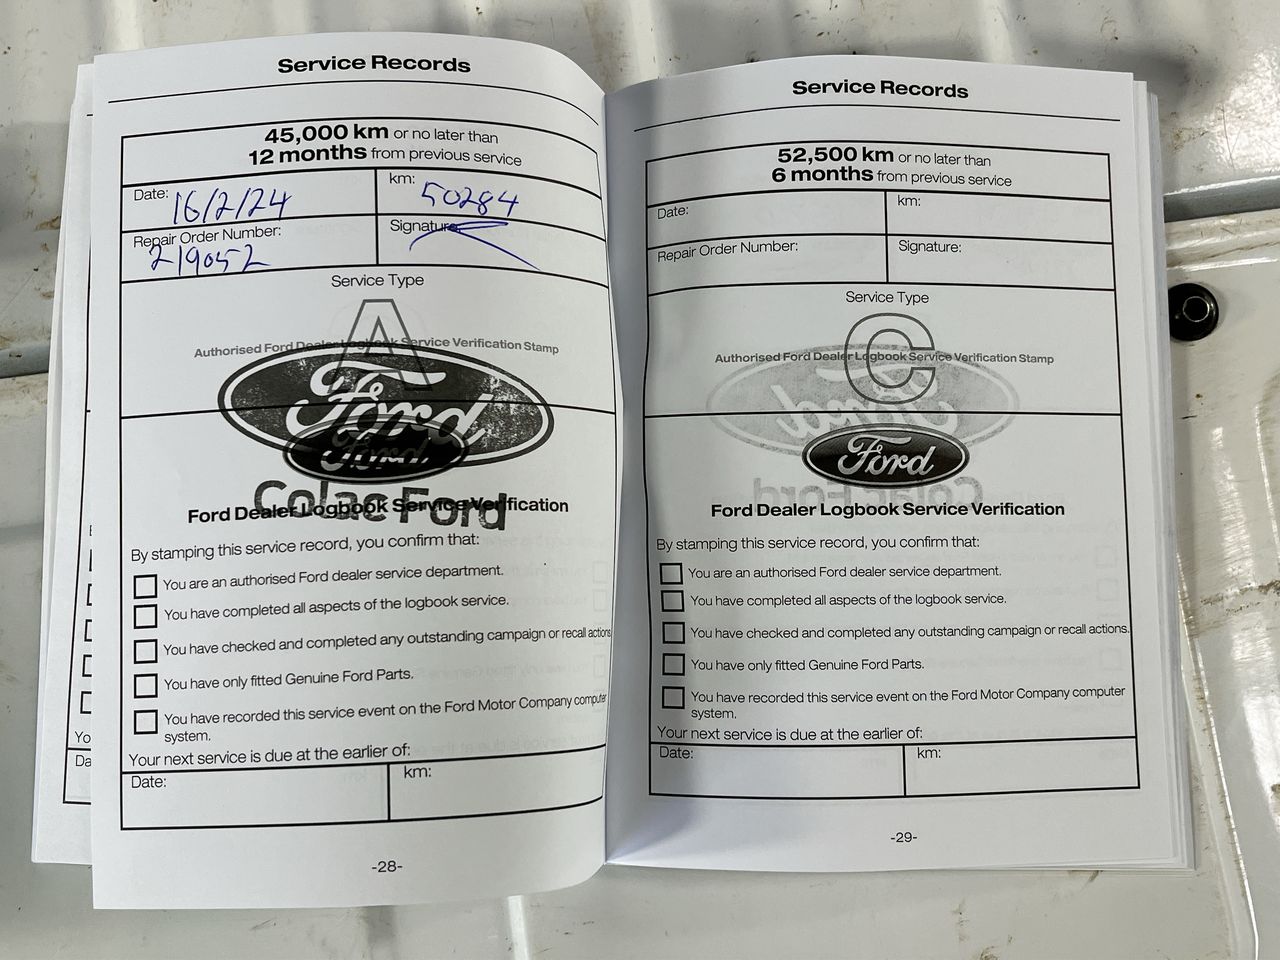 Service Records
45,000 km or no later than
12 months from previous service
Date: 16/2/24
km: 50284
Repair Order Number: 219052
Signature:
Service Type
A
Authorised Ford Dealer Logbook Service Verification Stamp
Ford
Ford
Colac Ford
Ford Dealer Logbook Service Verification
By stamping this service record, you confirm that:
You are an authorised Ford dealer service department.
You have completed all aspects of the logbook service.
You have checked and completed any outstanding campaign or recall actions
You have only fitted Genuine Ford Parts.
You have recorded this service event on the Ford Motor Company computer
system.
Your next service is due at the earlier of:
Date:
km:
-28-
Service Records
52,500 km or no later than
6 months from previous service
Date:
km:
Repair Order Number:
Signature:
Service Type
C
Authorised Ford Dealer Logbook Service Verification Stamp
Ford
Ford Dealer Logbook Service Verification
By stamping this service record, you confirm that:
You are an authorised Ford dealer service department.
You have completed all aspects of the logbook service.
You have checked and completed any outstanding campaign or recall actions.
You have only fitted Genuine Ford Parts.
You have recorded this service event on the Ford Motor Company computer
system.
Your next service is due at the earlier of:
Date:
km:
-29-